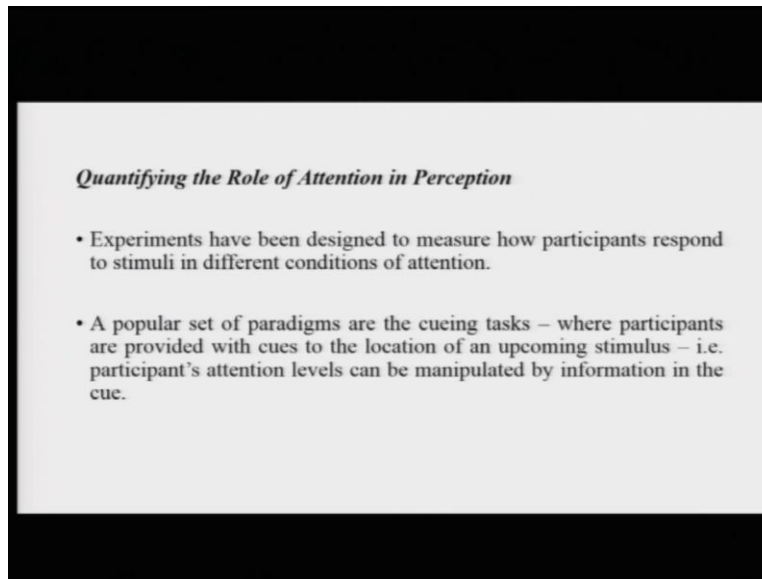 Quantifying the Role of Attention in Perception
• Experiments have been designed to measure how participants respond
to stimuli in different conditions of attention.
• A popular set of paradigms are the cueing tasks – where participants
are provided with cues to the location of an upcoming stimulus – i.e.
participant's attention levels can be manipulated by information in the
cue.